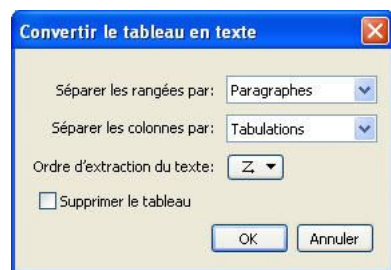 Convertir le tableau en texte
Séparer les rangées par: Paragraphes
Séparer les colonnes par: Tabulations
Ordre d'extraction du texte:
Supprimer le tableau
OK Annuler